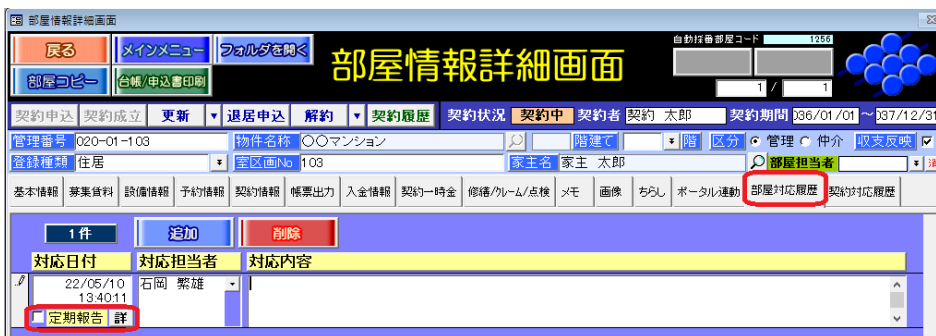 部屋情報詳細画面
戻る メインメニュー フォルダを開く 部屋情報詳細画面 自動採番部屋コード 1256
部屋コピー 台帳/申込書印刷 1 / 1
契約申込 契約成立 更新 退居申込 解約 契約履歴 契約状況 契約中 契約者 契約 太郎 契約期間 036/01/01 ~ 037/12/31
管理番号 020-01-103 物件名称 〇〇マンション 階建て 階 区分 管理 仲介 収支反映
登録種類 住居 室区画No 103 家主名 家主 太郎 部屋担当者
基本情報 募集賃料 設備情報 予約情報 契約情報 帳票出力 入金情報 契約一時金 修繕/クレーム/点検 メモ 画像 ちらし ポータル連動 部屋対応履歴 契約対応履歴
1件 追加 削除
対応日付 対応担当者 対応内容
22/05/10 石岡 繁雄
13:40:11
定期報告 詳